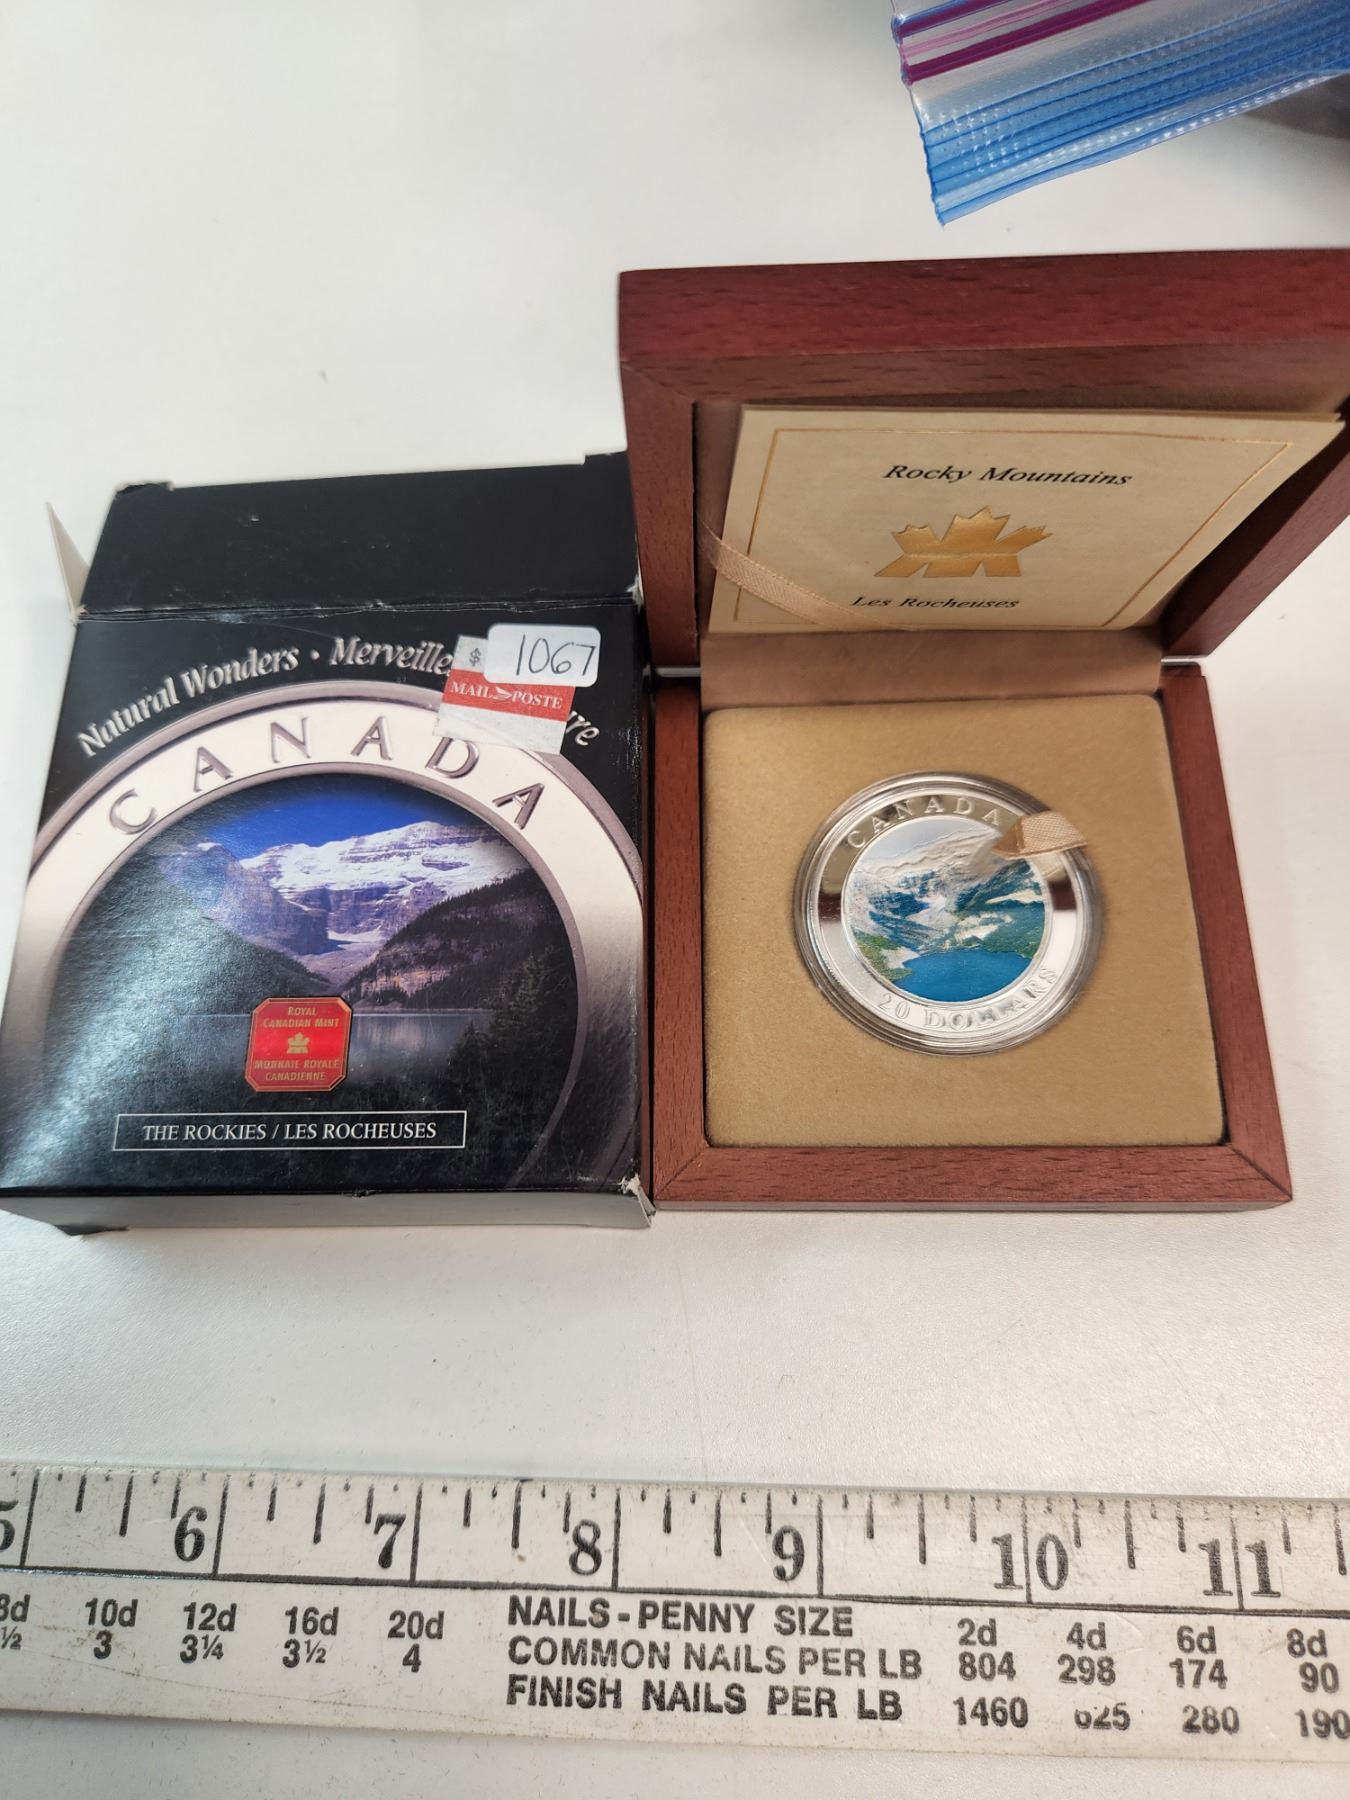 Rocky Mountains
Les Rocheuses
Natural Wonders • Merveille
$ 1067
MAIL POSTE
CANADA
ROYAL
CANADIAN MINT
MONNAIE ROYALE
CANADIENNE
THE ROCKIES / LES ROCHEUSES
CANADA
20 DOLLARS
5 6 7 8 9 10 11
8d 10d 12d 16d 20d NAILS-PENNY SIZE 2d 4d 6d 8d
½ 3 3¼ 3½ 4 COMMON NAILS PER LB 804 298 174 90
FINISH NAILS PER LB 1460 625 280 190